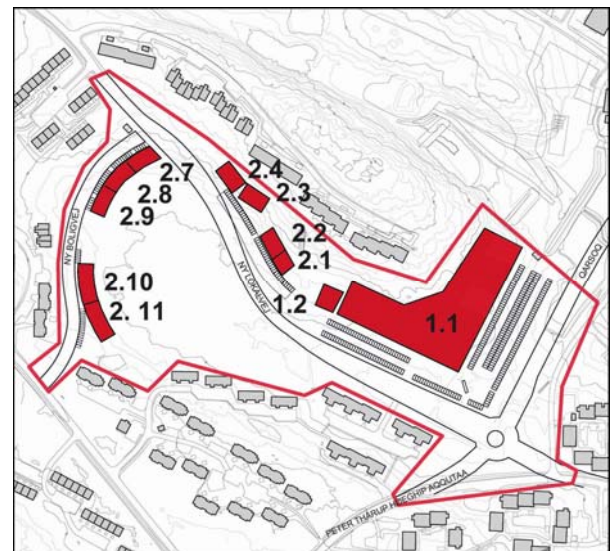 2.7
2.8
2.9
2.4
2.3
2.2
2.1
1.2
1.1
2.10
2. 11
NY BOLIGVEJ
NY LOKALVEJ
QARSOQ
PETER THARUP HØEGHIP AQQUTAA